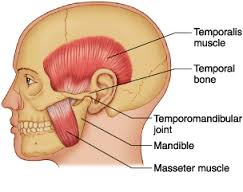 Temporalis
muscle
Temporal
bone
Temporomandibular
joint
Mandible
Masseter muscle